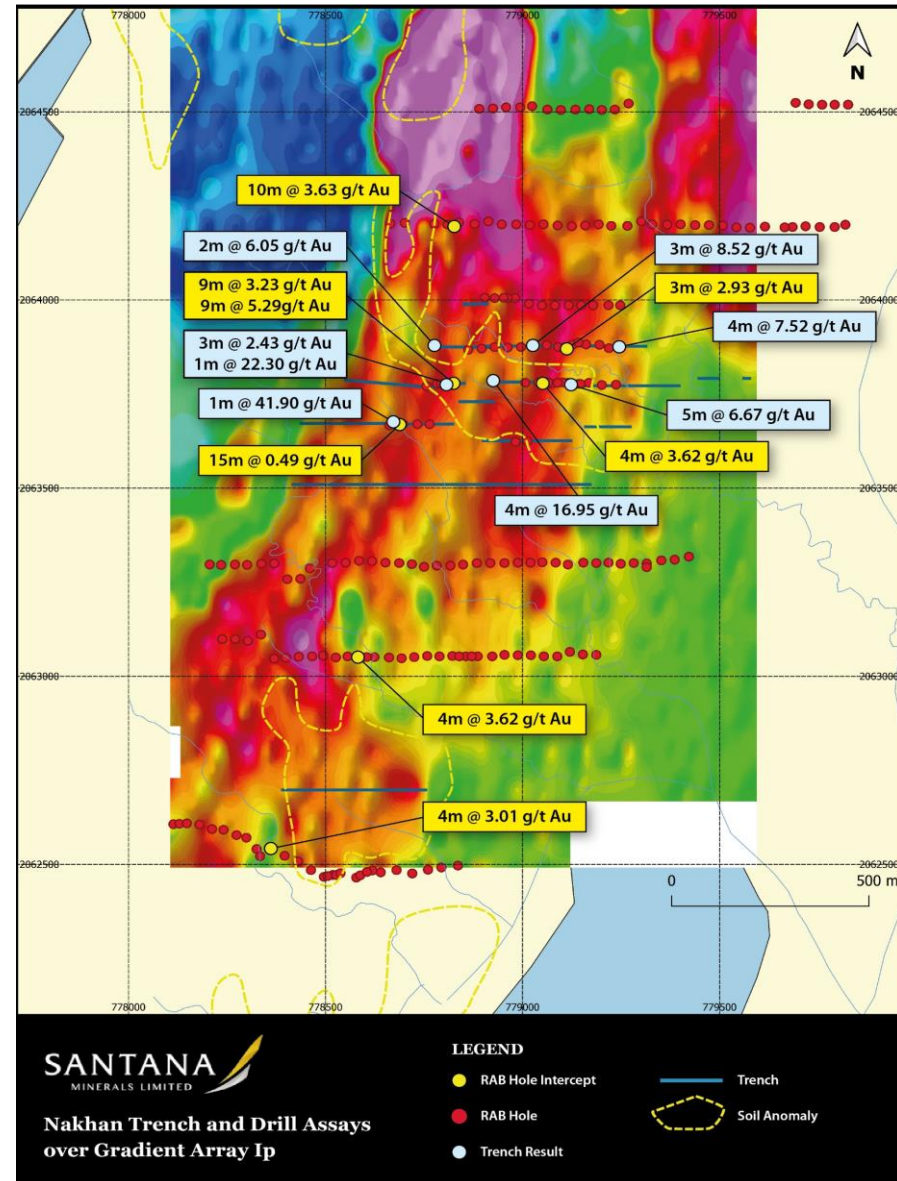 778000
778500
779000
779500
N
2064500
2064500
10m @ 3.63 g/t Au
2m @ 6.05 g/t Au
3m @ 8.52 g/t Au
9m @ 3.23 g/t Au
9m @ 5.29g/t Au
3m @ 2.93 g/t Au
2064000
2064000
3m @ 2.43 g/t Au
1m @ 22.30 g/t Au
4m @ 7.52 g/t Au
1m @ 41.90 g/t Au
5m @ 6.67 g/t Au
15m @ 0.49 g/t Au
4m @ 3.62 g/t Au
2063500
2063500
4m @ 16.95 g/t Au
2063000
2063000
4m @ 3.62 g/t Au
4m @ 3.01 g/t Au
2062500
2062500
0 500 m
778000
778500
779000
779500
SANTANA
MINERALS LIMITED
Nakhan Trench and Drill Assays
over Gradient Array Ip
LEGEND
RAB Hole Intercept
RAB Hole
Trench Result
Trench
Soil Anomaly